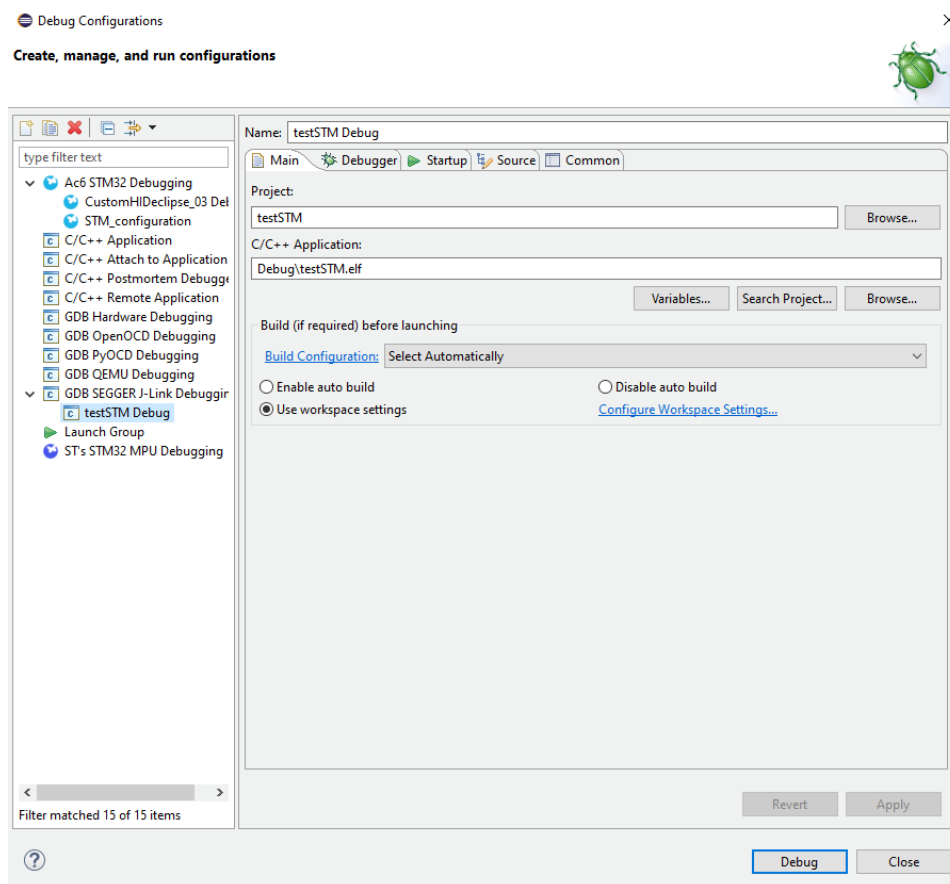 Debug Configurations
Create, manage, and run configurations
type filter text
Ac6 STM32 Debugging
CustomHIDeclipse_03 Del
STM_configuration
C/C++ Application
C/C++ Attach to Application
C/C++ Postmortem Debugge
C/C++ Remote Application
GDB Hardware Debugging
GDB OpenOCD Debugging
GDB PyOCD Debugging
GDB QEMU Debugging
GDB SEGGER J-Link Debuggin
testSTM Debug
Launch Group
ST's STM32 MPU Debugging
Filter matched 15 of 15 items
Name: testSTM Debug
Main Debugger Startup Source Common
Project:
testSTM Browse...
C/C++ Application:
Debug\testSTM.elf
Variables... Search Project... Browse...
Build (if required) before launching
Build Configuration: Select Automatically
Enable auto build Disable auto build
Use workspace settings Configure Workspace Settings...
Revert Apply
Debug Close